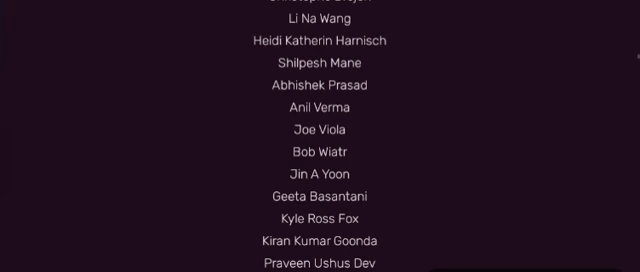 Li Na Wang
Heidi Katherin Harnisch
Shilpesh Mane
Abhishek Prasad
Anil Verma
Joe Viola
Bob Wiatr
Jin A Yoon
Geeta Basantani
Kyle Ross Fox
Kiran Kumar Goonda
Praveen Ushus Dev